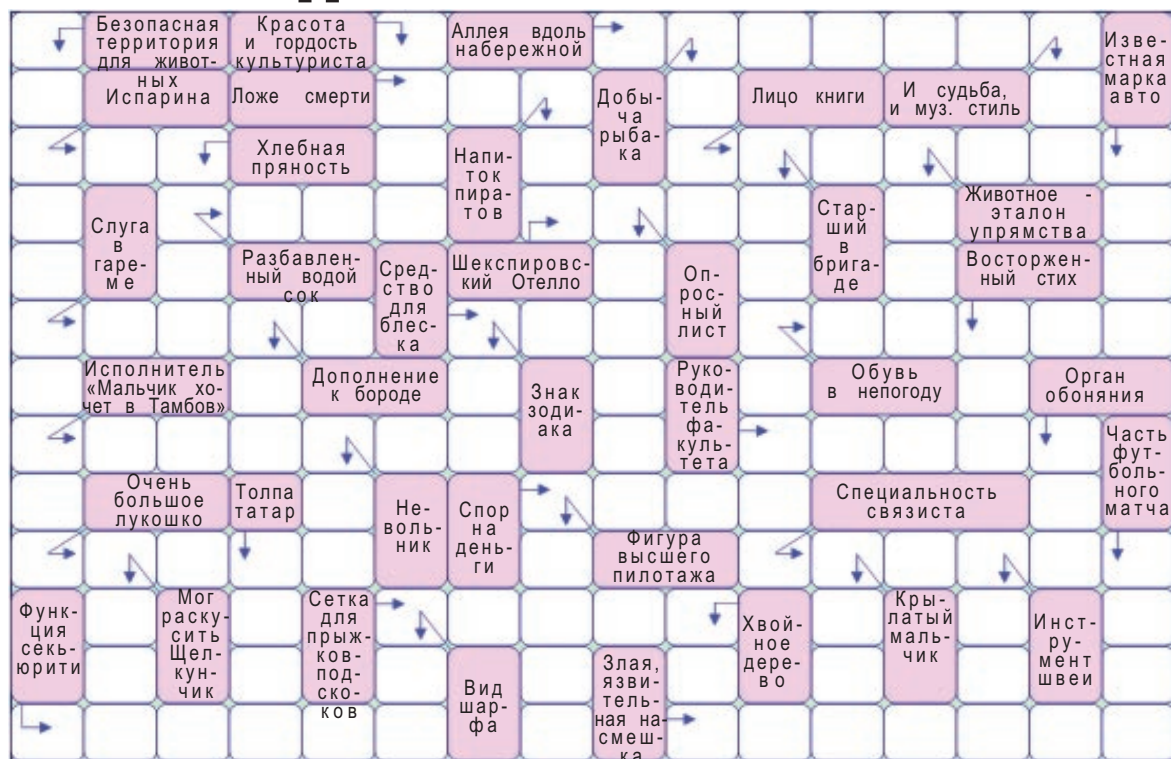 Безопасная
территория
для живот-
ных
Красота
и гордость
культуриста
Аллея вдоль
набережной
Изве-
стная
марка
авто
Испарина
Ложе смерти
Добы-
ча
рыба-
ка
Лицо книги
И судьба,
и муз. стиль
Хлебная
пряность
Напи-
ток
пира-
тов
Слуга
в
гаре-
ме
Стар-
ший
в
брига-
де
Животное -
эталон
упрямства
Разбавлен-
ный водой
сок
Сред-
ство
для
блес-
ка
Шекспировс-
кий Отелло
Оп-
рос-
ный
лист
Восторжен-
ный стих
Исполнитель
«Мальчик хо-
чет в Тамбов»
Дополнение
к бороде
Знак
зоди-
ака
Руко-
води-
тель
фа-
куль-
тета
Обувь
в непогоду
Орган
обоняния
Часть
фут-
боль-
ного
матча
Очень
большое
лукошко
Толпа
татар
Не-
воль-
ник
Спор
на
день-
ги
Специальность
связиста
Фигура
высшего
пилотажа
Функ-
ция
секь-
юрити
Мог
раску-
сить
Щел-
кун-
чик
Сетка
для
прыж-
ков-
под-
ско-
ков
Хвой-
ное
дере-
во
Кры-
латый
маль-
чик
Инст-
ру-
мент
швеи
Вид
шар-
фа
Злая,
язви-
тель-
ная на-
смеш-
ка